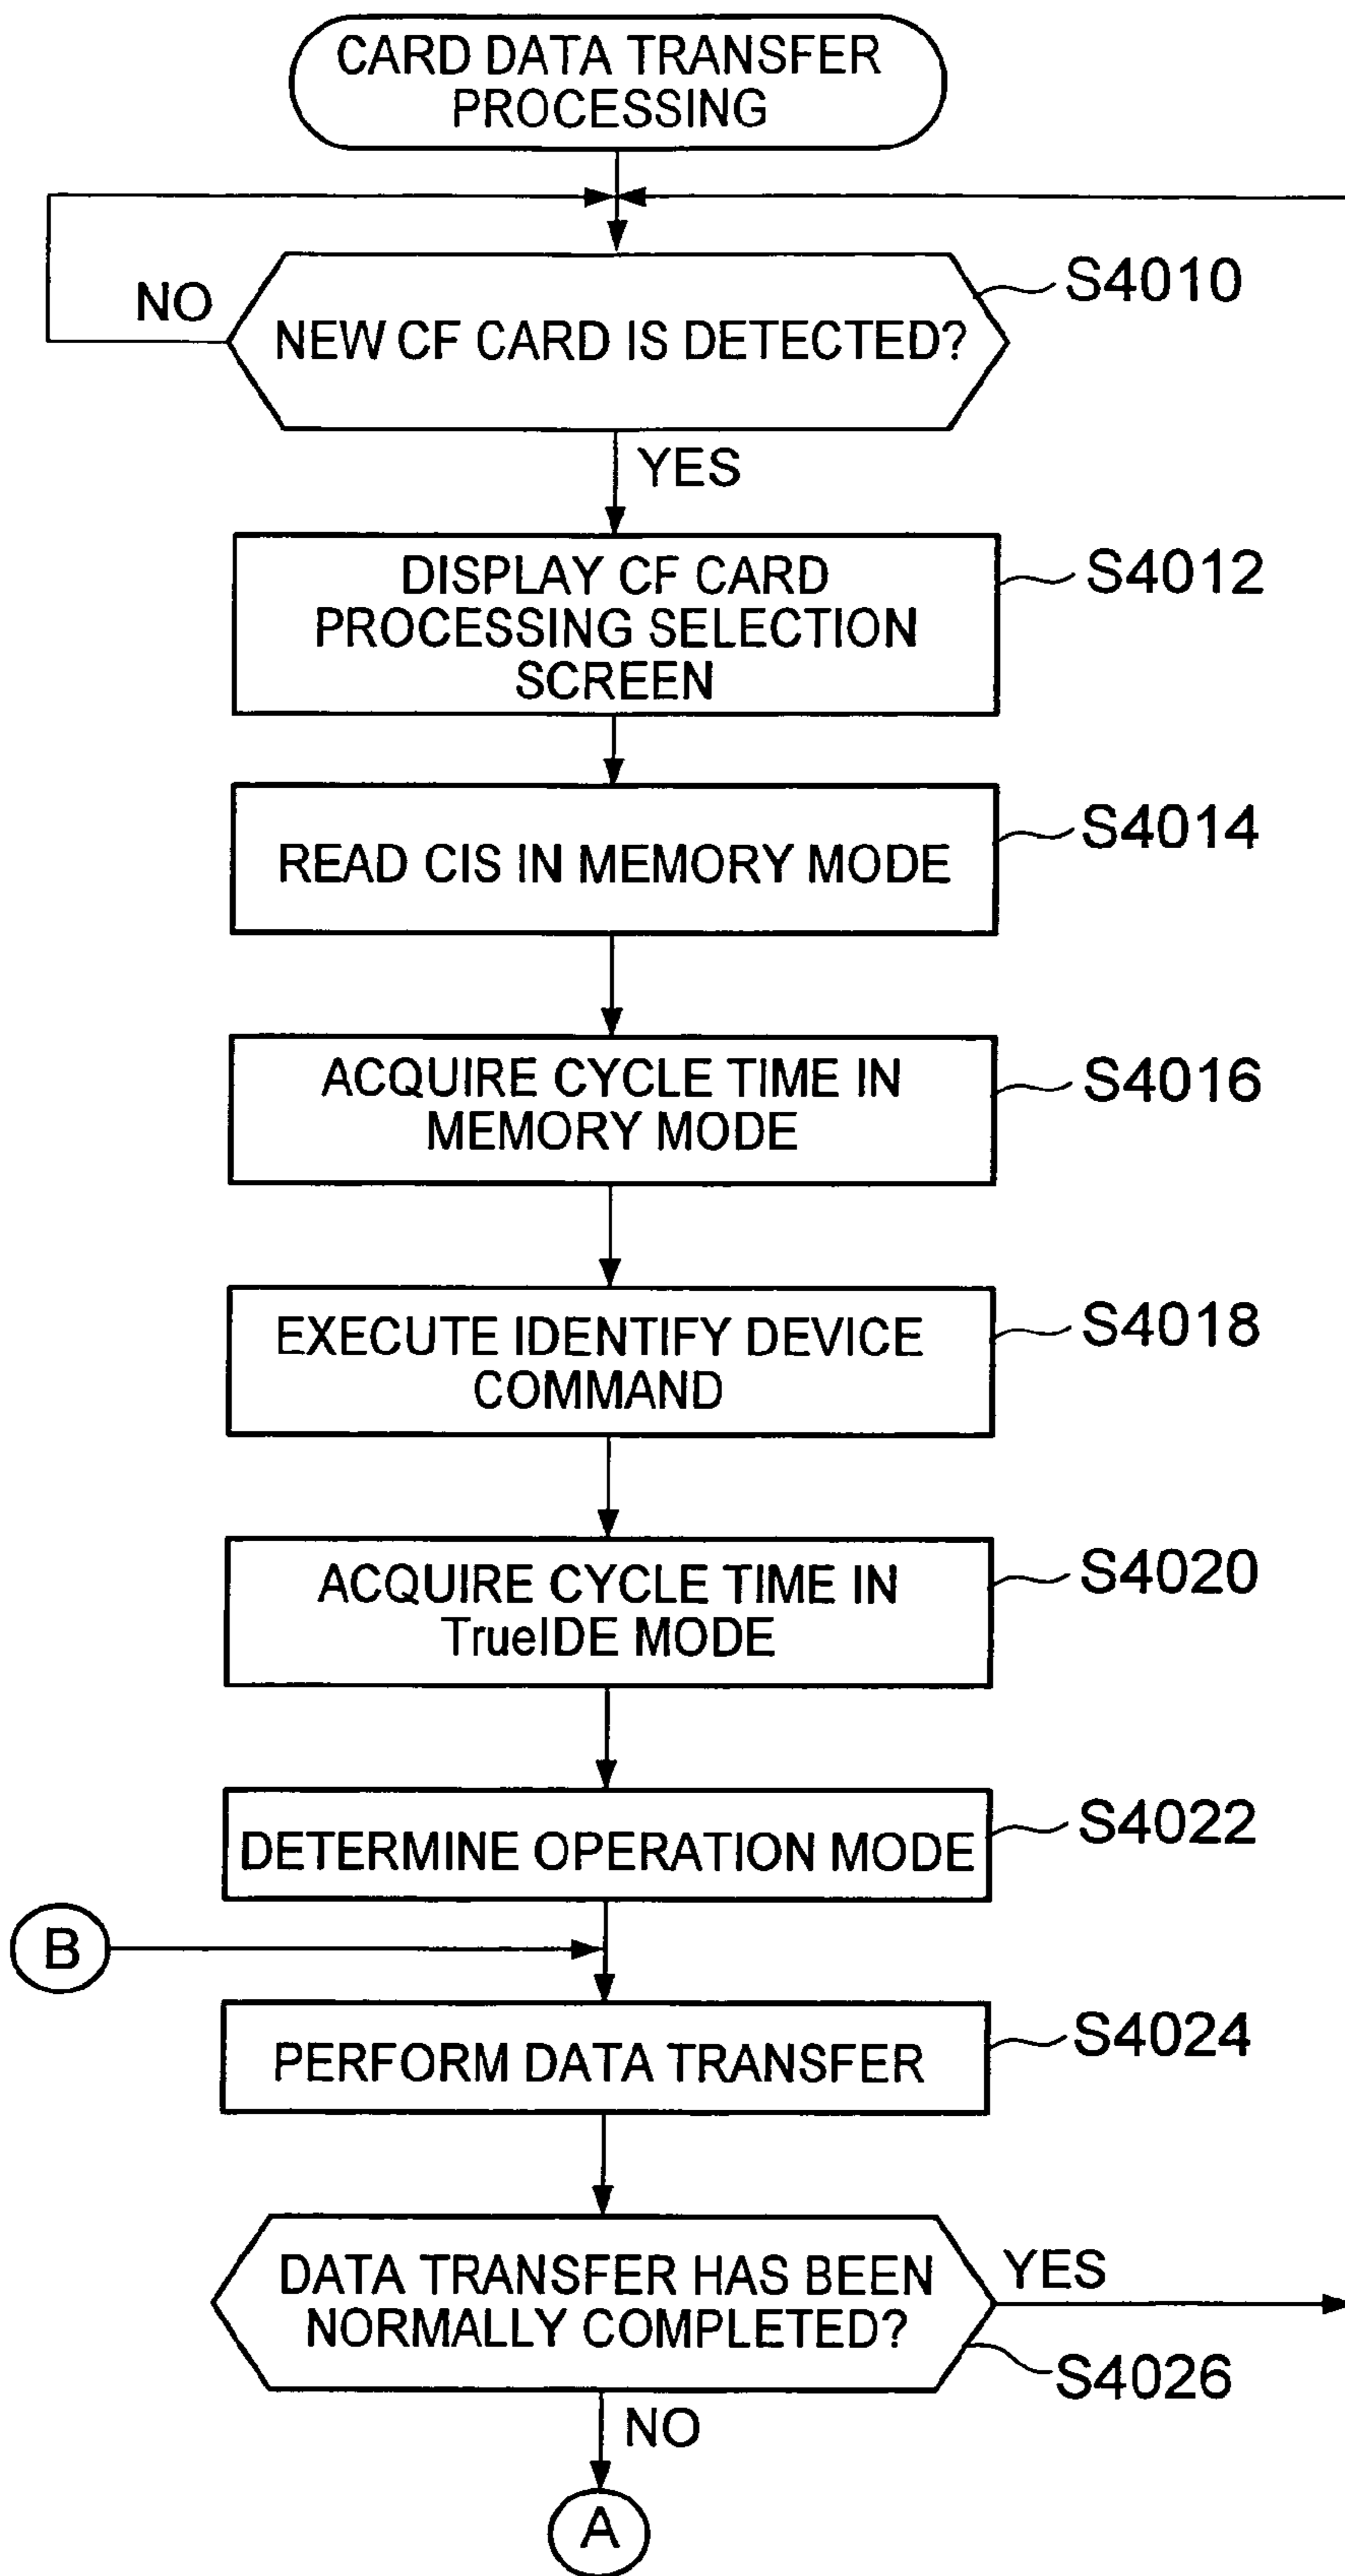 CARD DATA TRANSFER
PROCESSING
S4010
NO
NEW CF CARD IS DETECTED?
YES
DISPLAY CF CARD
PROCESSING SELECTION
SCREEN
S4012
READ CIS IN MEMORY MODE
S4014
ACQUIRE CYCLE TIME IN
MEMORY MODE
S4016
EXECUTE IDENTIFY DEVICE
COMMAND
S4018
ACQUIRE CYCLE TIME IN
TrueIDE MODE
S4020
DETERMINE OPERATION MODE
S4022
B
PERFORM DATA TRANSFER
S4024
DATA TRANSFER HAS BEEN
NORMALLY COMPLETED?
YES
S4026
NO
A